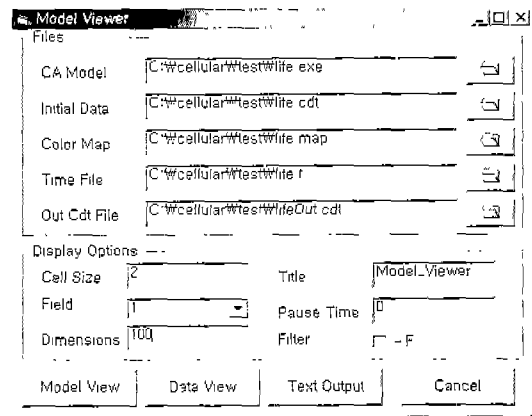 Model Viewer
Files
CA Model C:₩cellular₩test₩life exe
Initial Data C:₩cellular₩test₩life cdt
Color Map C:₩cellular₩test₩life map
Time File C:₩cellular₩test₩life t
Out Cdt File C:₩cellular₩test₩lifeOut cdt
Display Options
Cell Size 2 Title Model_Viewer
Field 1 Pause Time 0
Dimensions 100, Filter - F
Model View Data View Text Output Cancel